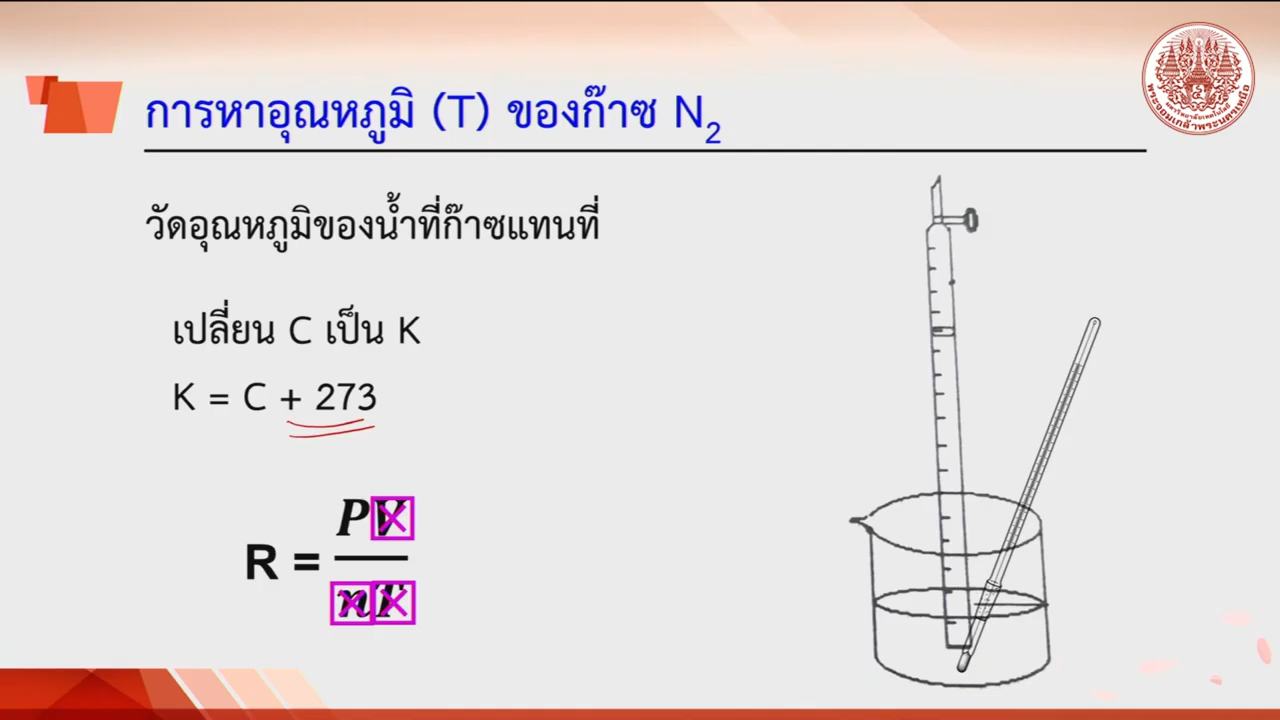 การหาอุณหภูมิ (T) ของก๊าซ N2
วัดอุณหภูมิของน้ำที่ก๊าซแทนที่
เปลี่ยน C เป็น K
K = C + 273
R = PV
nT